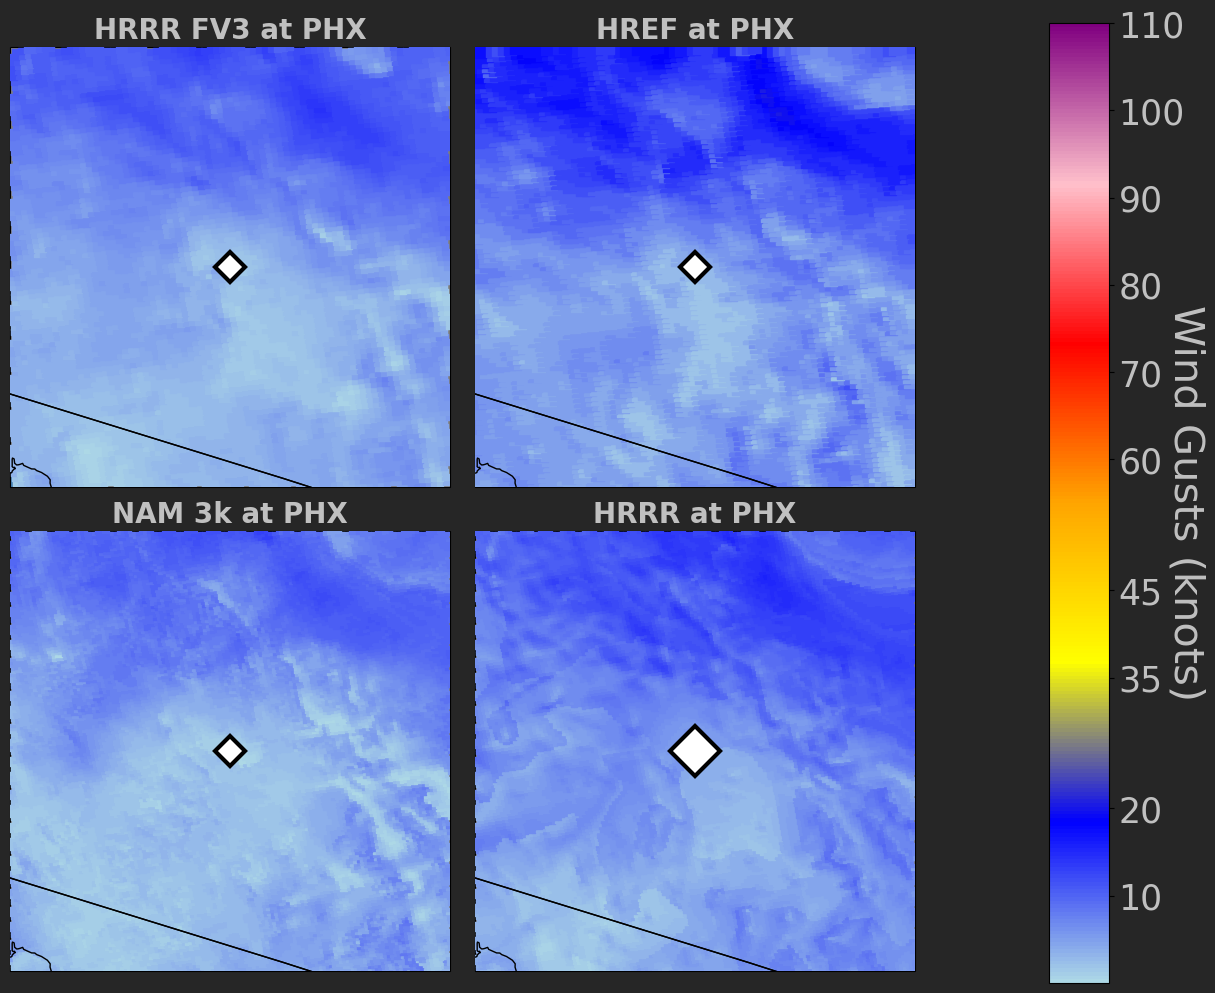 HRRR FV3 at PHX
HREF at PHX
NAM 3k at PHX
HRRR at PHX
110
100
90
80
70
60
45
35
20
10
Wind Gusts (knots)